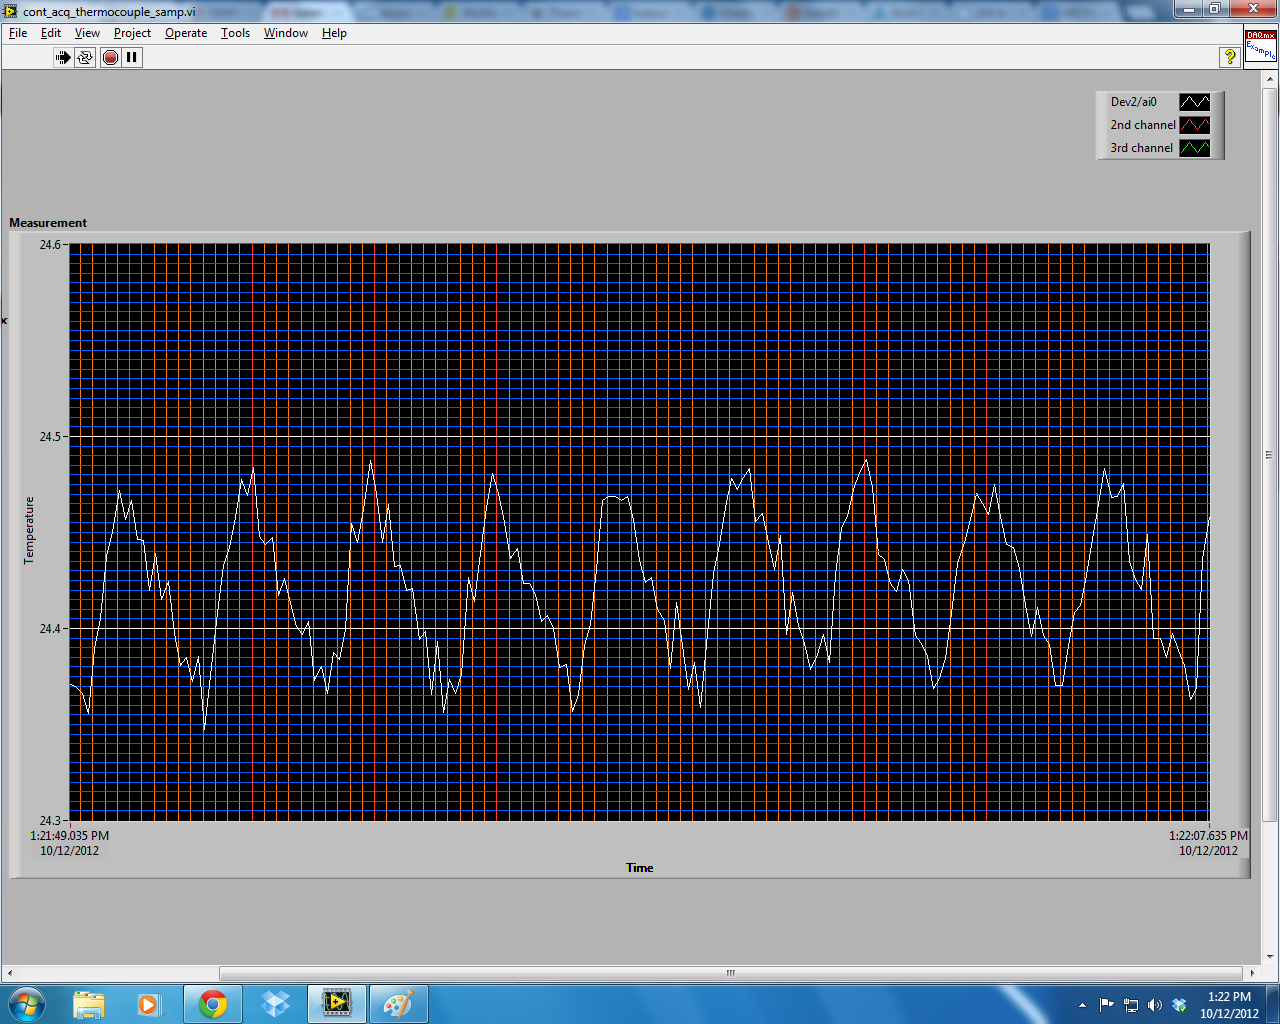 cont_acq_thermocouple_samp.vi
File Edit View Project Operate Tools Window Help
DAQmx
Example
?
Dev2/ai0
2nd channel
3rd channel
Measurement
24.6
24.5
24.4
24.3
Temperature
1:21:49.035 PM
10/12/2012
1:22:07.635 PM
10/12/2012
Time
1:22 PM
10/12/2012